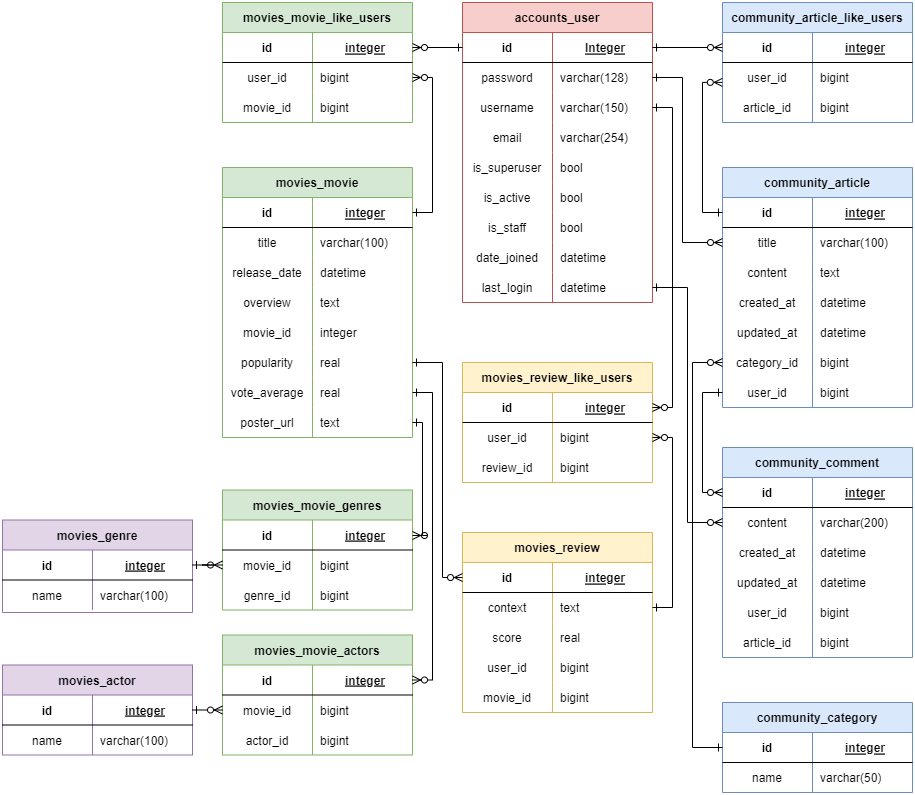 movies_movie_like_users
id integer
user_id bigint
movie_id bigint
accounts_user
id Integer
password varchar(128)
username varchar(150)
email varchar(254)
is_superuser bool
is_active bool
is_staff bool
date_joined datetime
last_login datetime
community_article_like_users
id integer
user_id bigint
article_id bigint
movies_movie
id integer
title varchar(100)
release_date datetime
overview text
movie_id integer
popularity real
vote_average real
poster_url text
community_article
id integer
title varchar(100)
content text
created_at datetime
updated_at datetime
category_id bigint
user_id bigint
movies_review_like_users
id integer
user_id bigint
review_id bigint
community_comment
id integer
content varchar(200)
created_at datetime
updated_at datetime
user_id bigint
article_id bigint
movies_genre
id integer
name varchar(100)
movies_movie_genres
id integer
movie_id bigint
genre_id bigint
movies_review
id integer
context text
score real
user_id bigint
movie_id bigint
movies_actor
id integer
name varchar(100)
movies_movie_actors
id integer
movie_id bigint
actor_id bigint
community_category
id integer
name varchar(50)